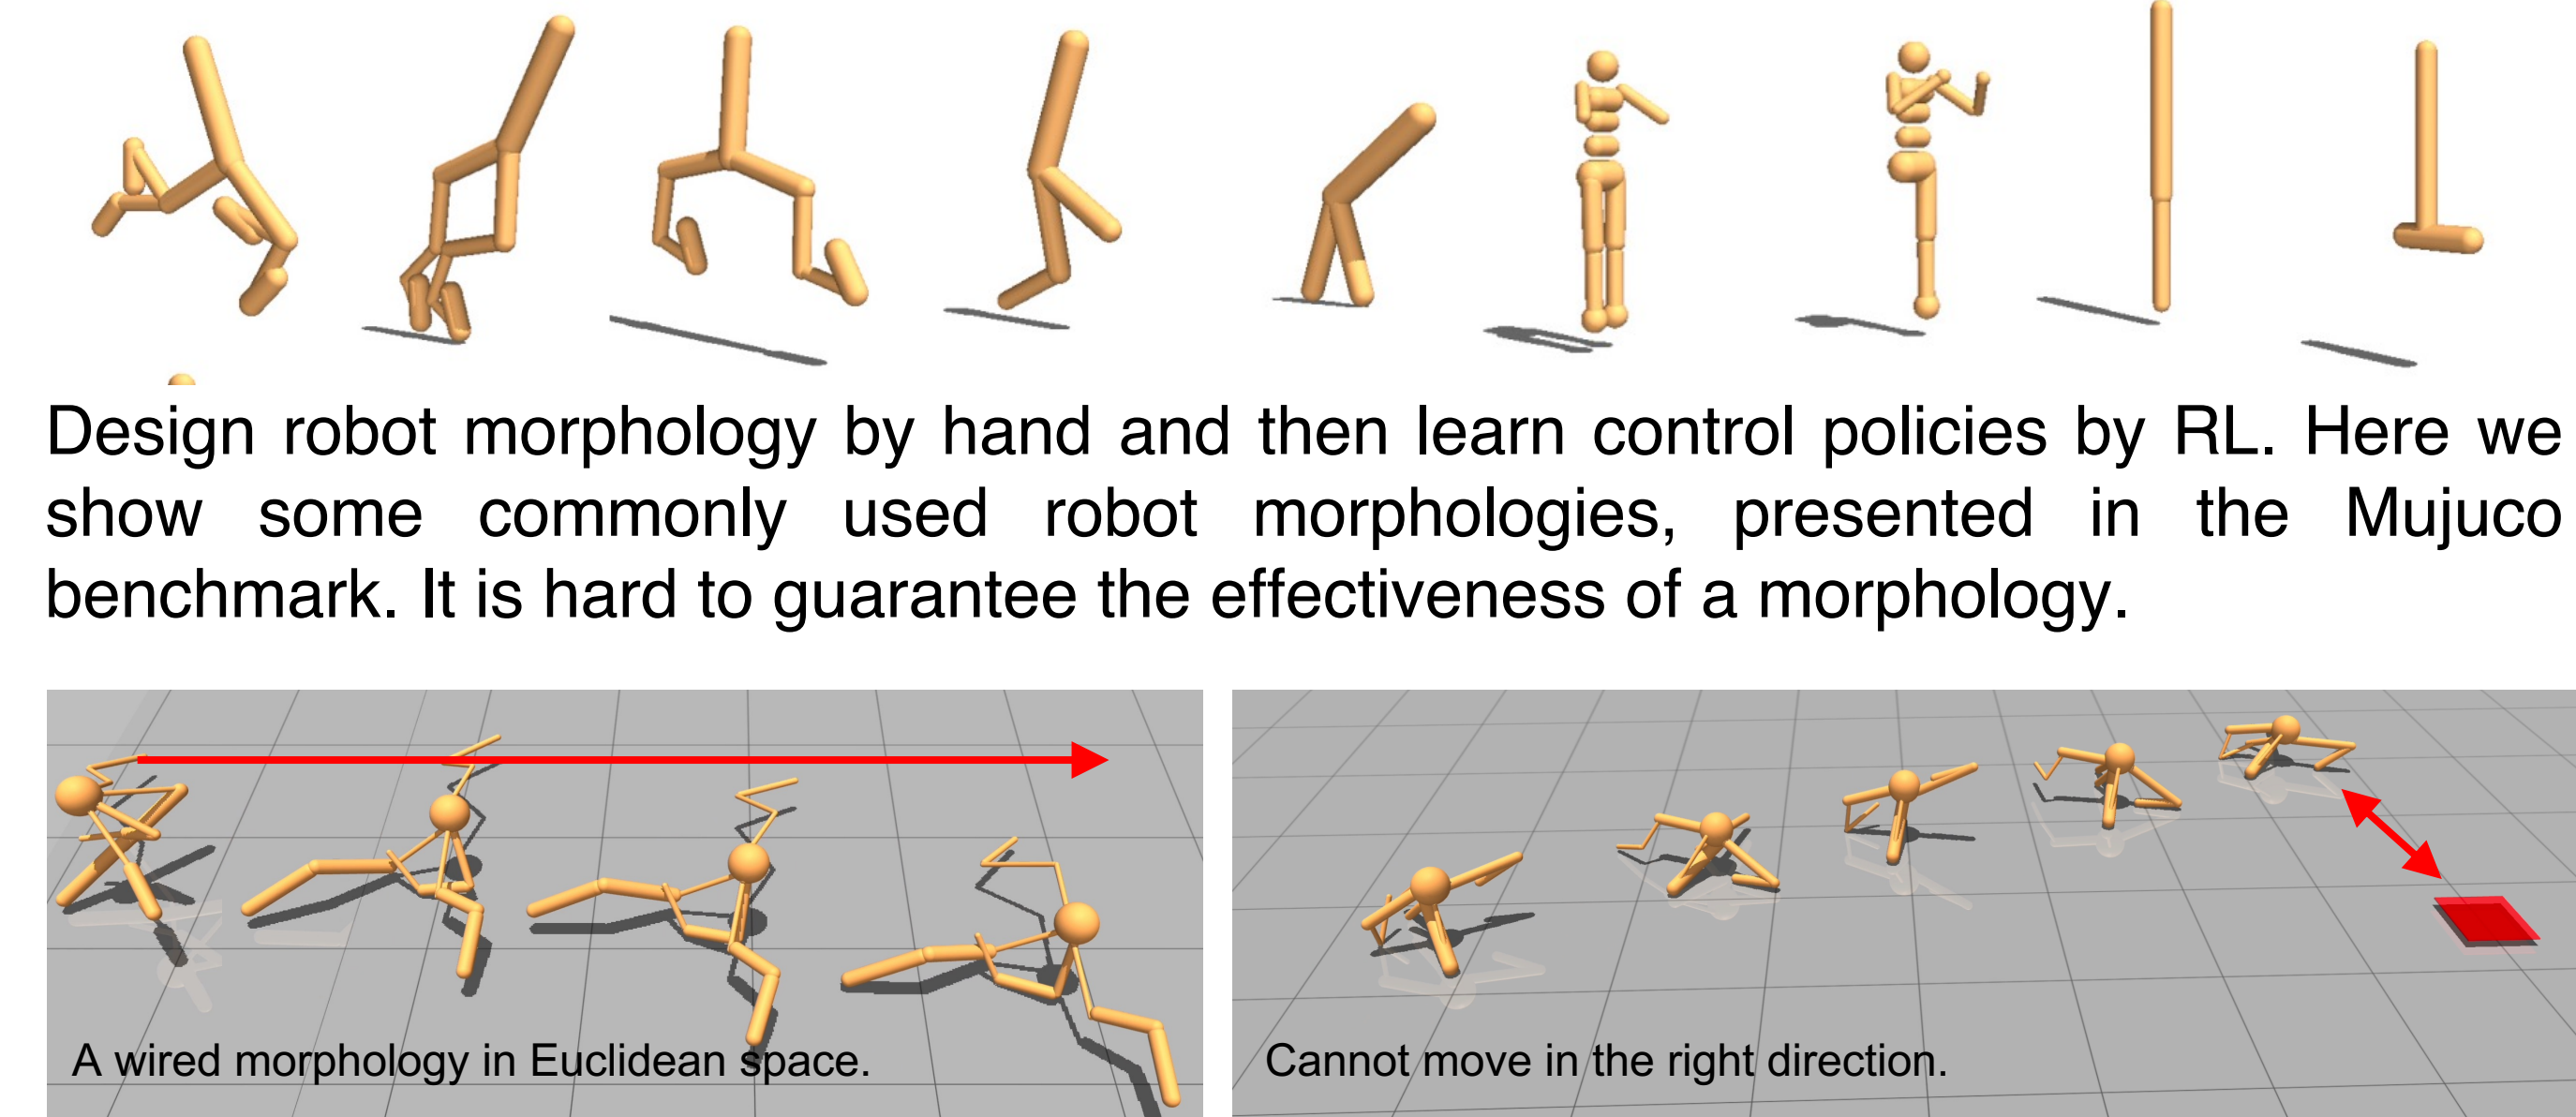 Design robot morphology by hand and then learn control policies by RL. Here we
show some commonly used robot morphologies, presented in the Mujuco
benchmark. It is hard to guarantee the effectiveness of a morphology.
A wired morphology in Euclidean space.
Cannot move in the right direction.